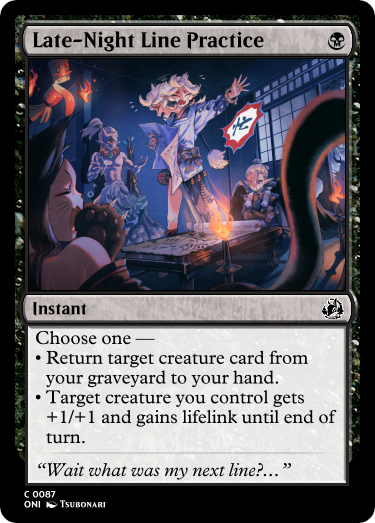 Late-Night Line Practice
忙
Instant
Choose one —
• Return target creature card from
your graveyard to your hand.
• Target creature you control gets
+1/+1 and gains lifelink until end of
turn.
“Wait what was my next line?...”
C 0087
ONI Tsubonari